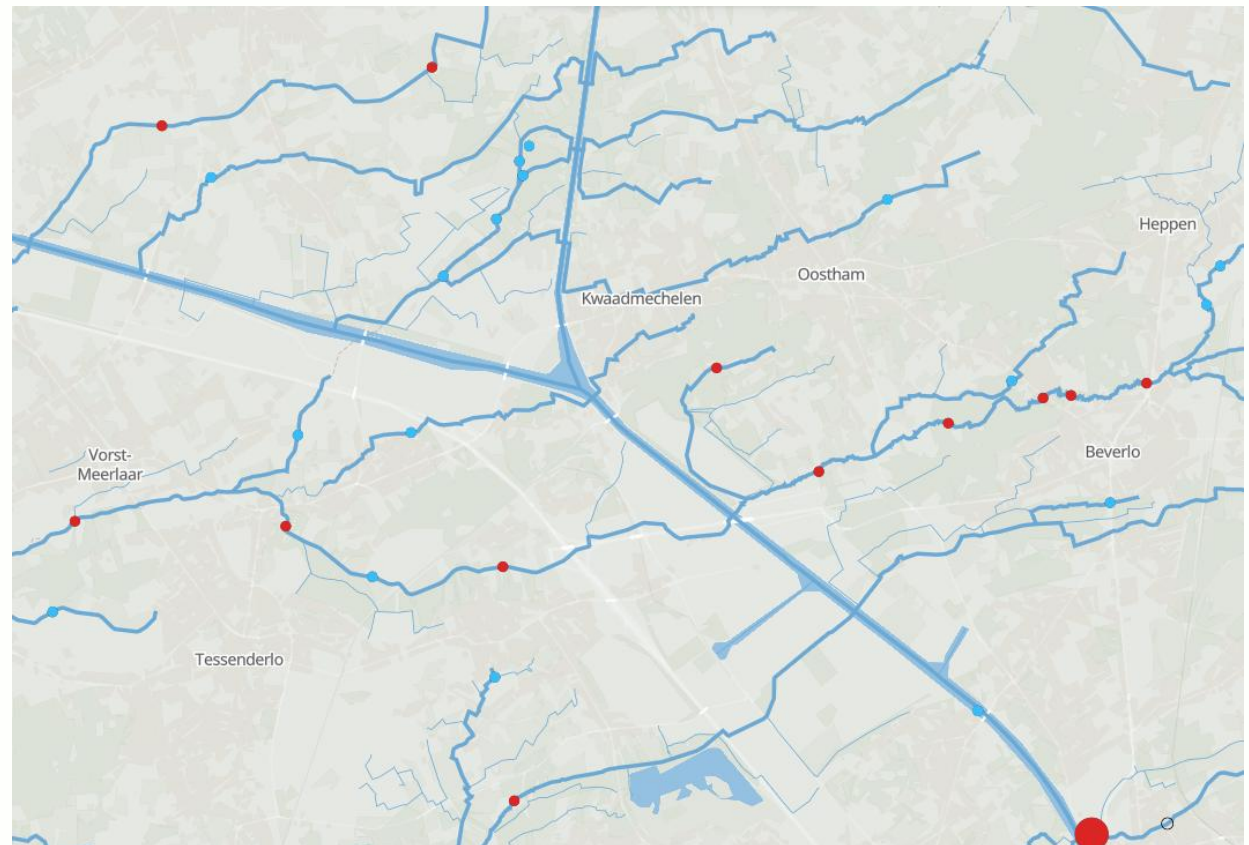 Heppen
Oostham
Kwaadmechelen
Vorst-
Meerlaar
Beverlo
Tessenderlo